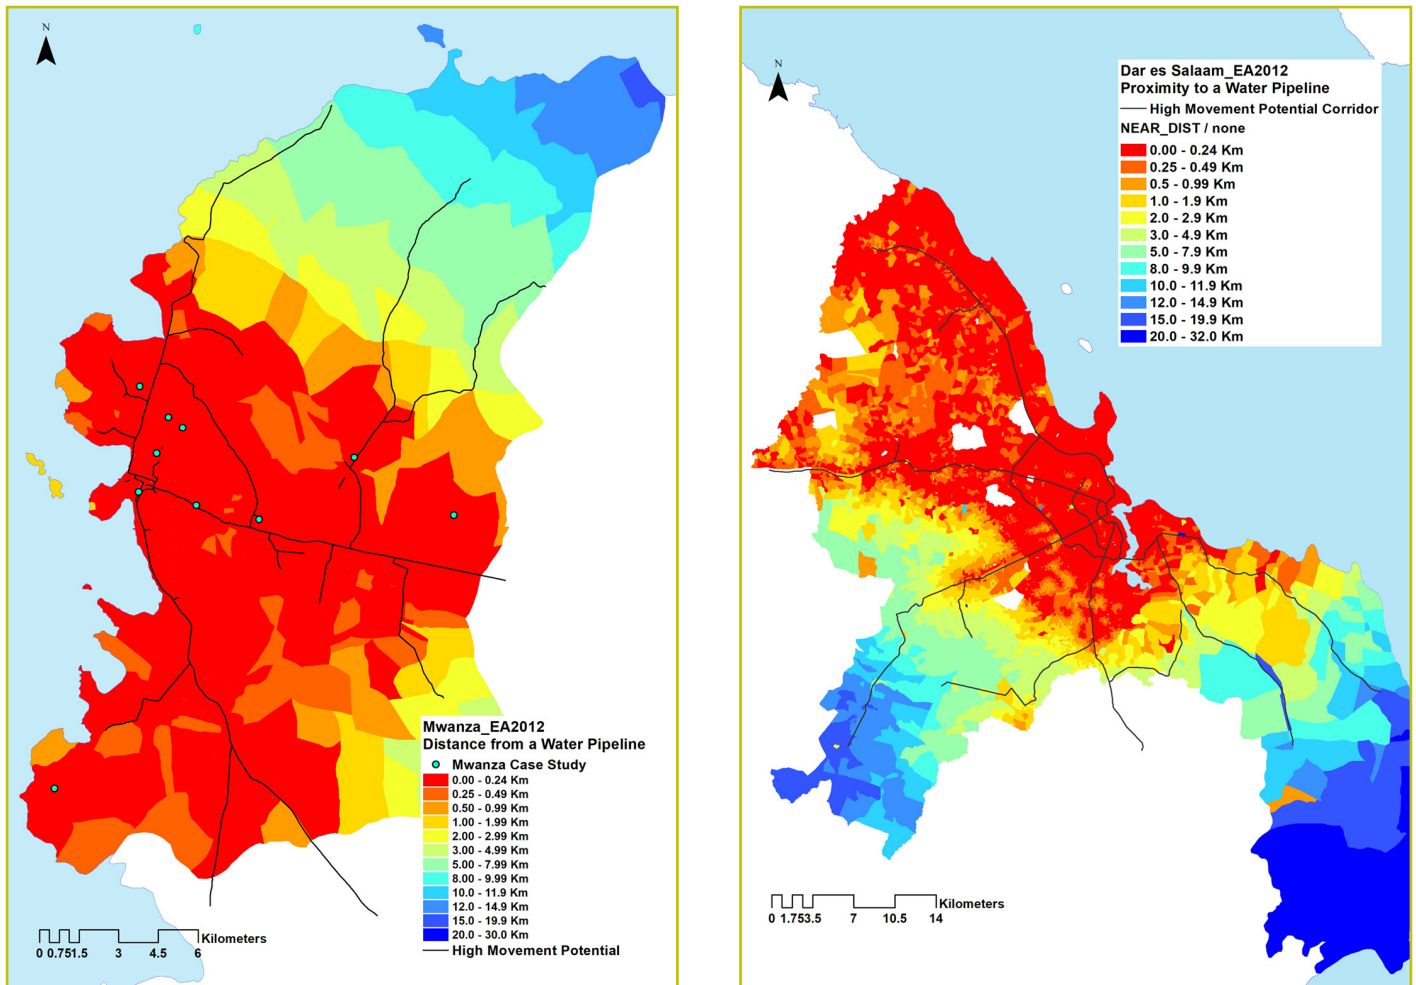 N
Mwanza_EA2012
Distance from a Water Pipeline
Mwanza Case Study
0.00 - 0.24 Km
0.25 - 0.49 Km
0.50 - 0.99 Km
1.00 - 1.99 Km
2.00 - 2.99 Km
3.00 - 4.99 Km
5.00 - 7.99 Km
8.00 - 9.99 Km
10.0 - 11.9 Km
12.0 - 14.9 Km
15.0 - 19.9 Km
20.0 - 30.0 Km
High Movement Potential
Kilometers
0 0.751.5 3 4.5 6
N
Dar es Salaam_EA2012
Proximity to a Water Pipeline
High Movement Potential Corridor
NEAR_DIST / none
0.00 - 0.24 Km
0.25 - 0.49 Km
0.5 - 0.99 Km
1.0 - 1.9 Km
2.0 - 2.9 Km
3.0 - 4.9 Km
5.0 - 7.9 Km
8.0 - 9.9 Km
10.0 - 11.9 Km
12.0 - 14.9 Km
15.0 - 19.9 Km
20.0 - 32.0 Km
Kilometers
0 1.753.5 7 10.5 14